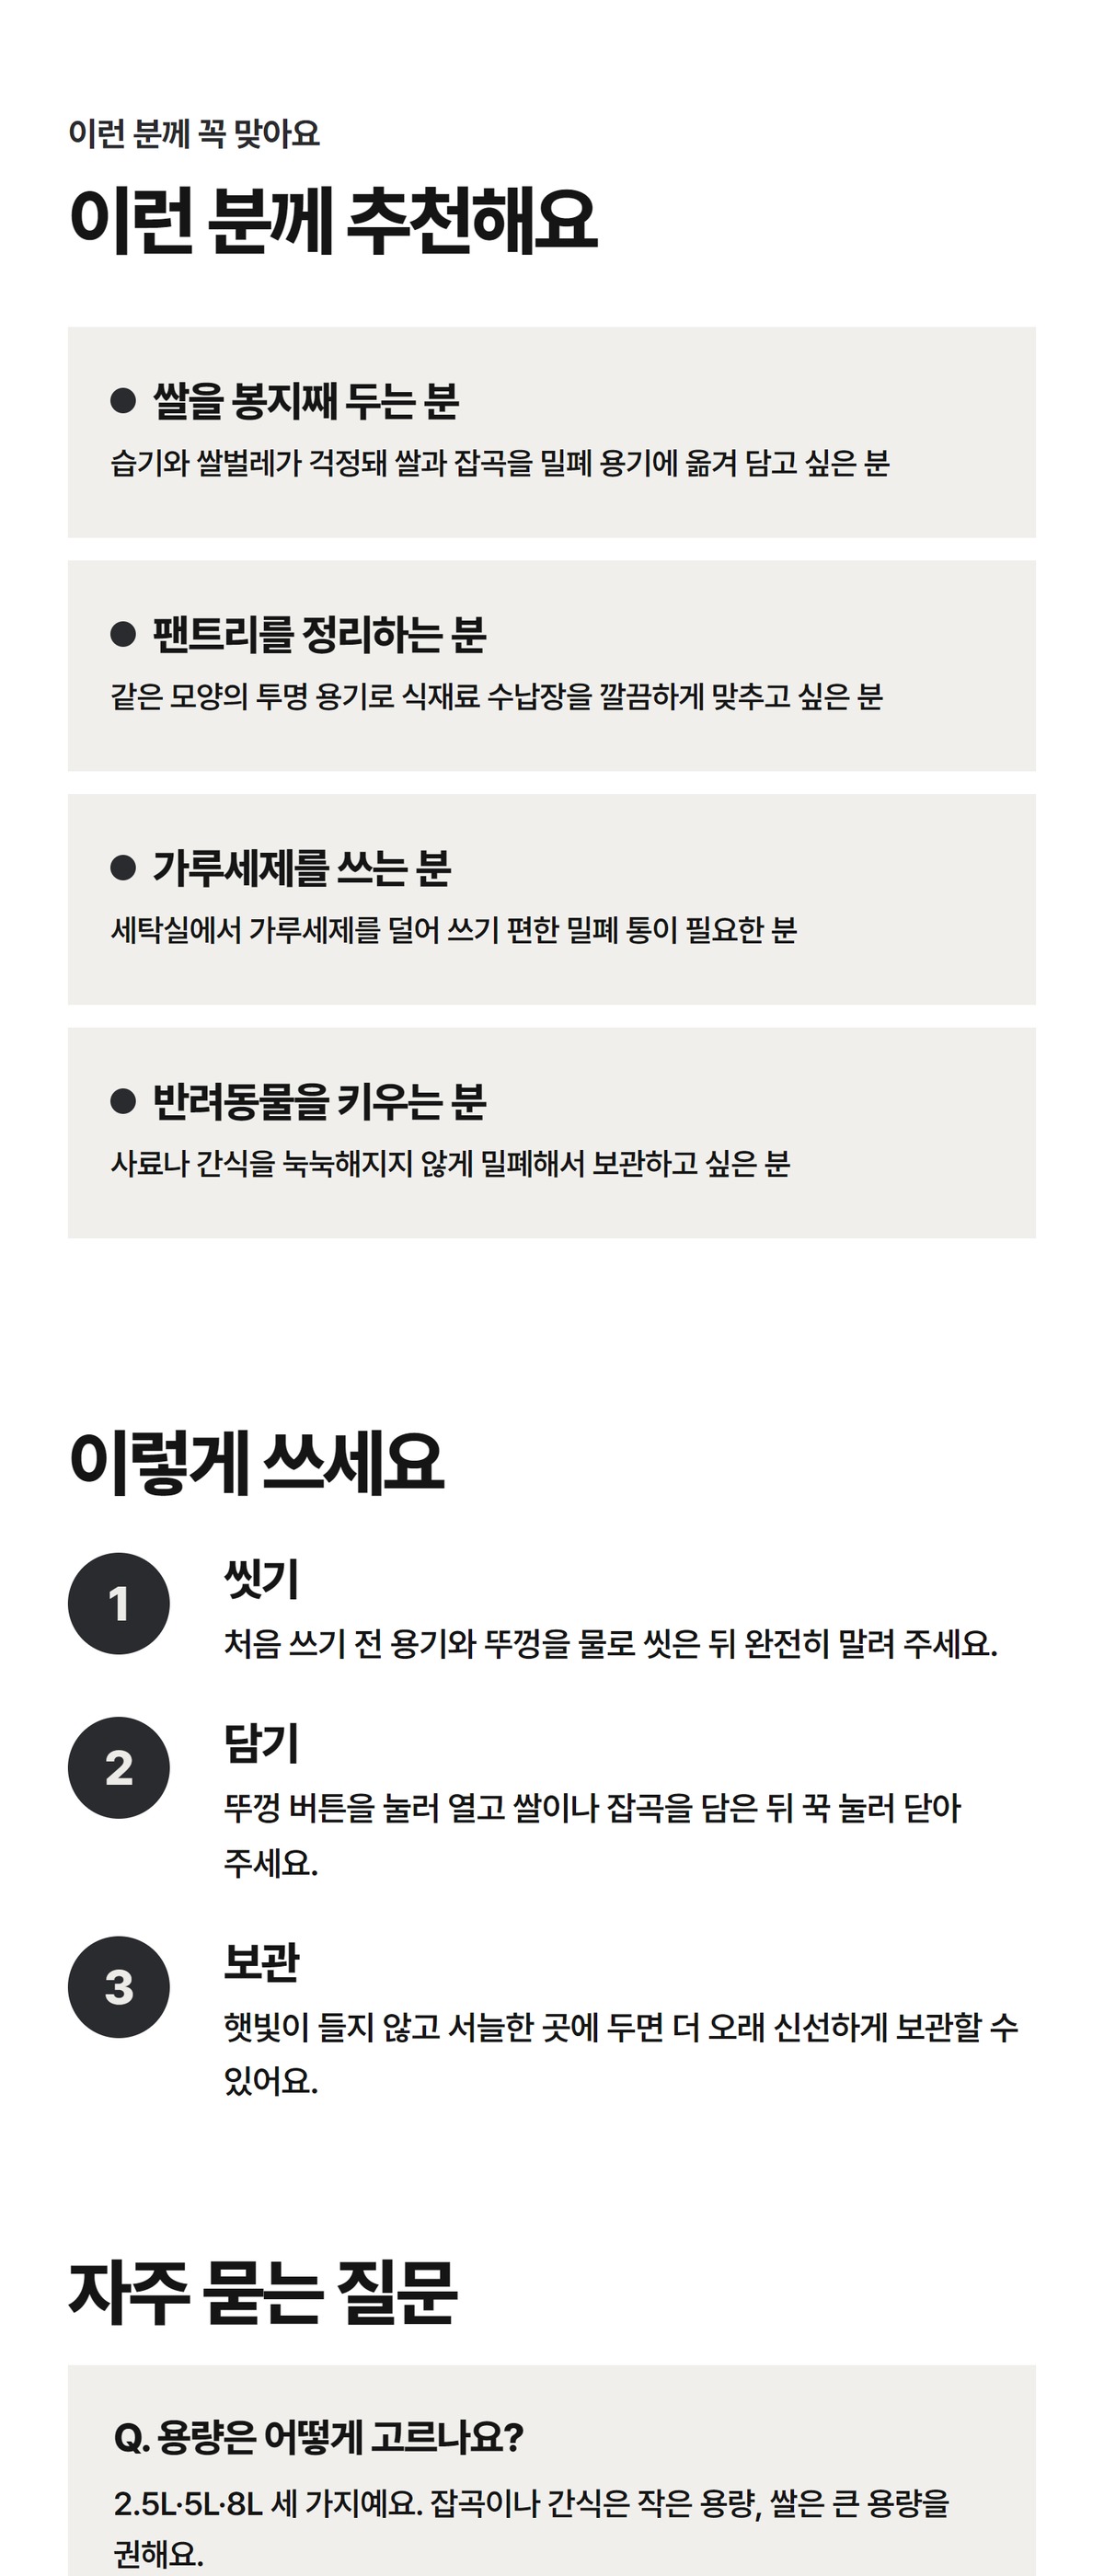 이런 분께 꼭 맞아요
이런 분께 추천해요
쌀을 봉지째 두는 분
습기와 쌀벌레가 걱정돼 쌀과 잡곡을 밀폐 용기에 옮겨 담고 싶은 분
팬트리를 정리하는 분
같은 모양의 투명 용기로 식재료 수납장을 깔끔하게 맞추고 싶은 분
가루세제를 쓰는 분
세탁실에서 가루세제를 덜어 쓰기 편한 밀폐 통이 필요한 분
반려동물을 키우는 분
사료나 간식을 눅눅해지지 않게 밀폐해서 보관하고 싶은 분
이렇게 쓰세요
1
씻기
처음 쓰기 전 용기와 뚜껑을 물로 씻은 뒤 완전히 말려 주세요.
2
담기
뚜껑 버튼을 눌러 열고 쌀이나 잡곡을 담은 뒤 꾹 눌러 닫아
주세요.
3
보관
햇빛이 들지 않고 서늘한 곳에 두면 더 오래 신선하게 보관할 수
있어요.
자주 묻는 질문
Q. 용량은 어떻게 고르나요?
2.5L·5L·8L 세 가지예요. 잡곡이나 간식은 작은 용량, 쌀은 큰 용량을
권해요.